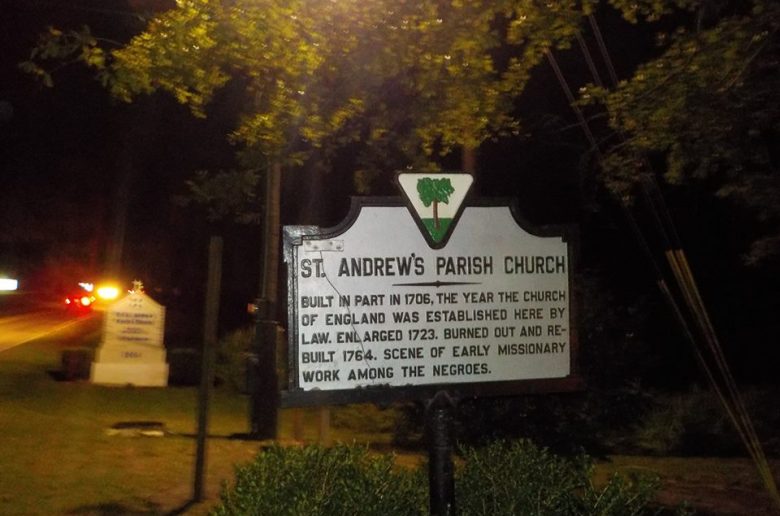 ST. ANDREW'S PARISH CHURCH
BUILT IN PART IN 1706, THE YEAR THE CHURCH
OF ENGLAND WAS ESTABLISHED HERE BY
LAW. ENLARGED 1723. BURNED OUT AND RE-
BUILT 1764. SCENE OF EARLY MISSIONARY
WORK AMONG THE NEGROES.